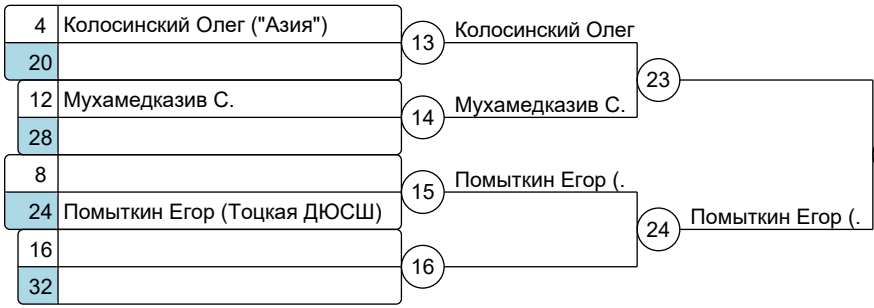 4 Колосинский Олег ("Азия")
20
13
Колосинский Олег
12 Мухамедказив С.
28
14
Мухамедказив С.
23
8
24 Помыткин Егор (Тоцкая ДЮСШ)
15
Помыткин Егор (.
16
32
16
24
Помыткин Егор (.